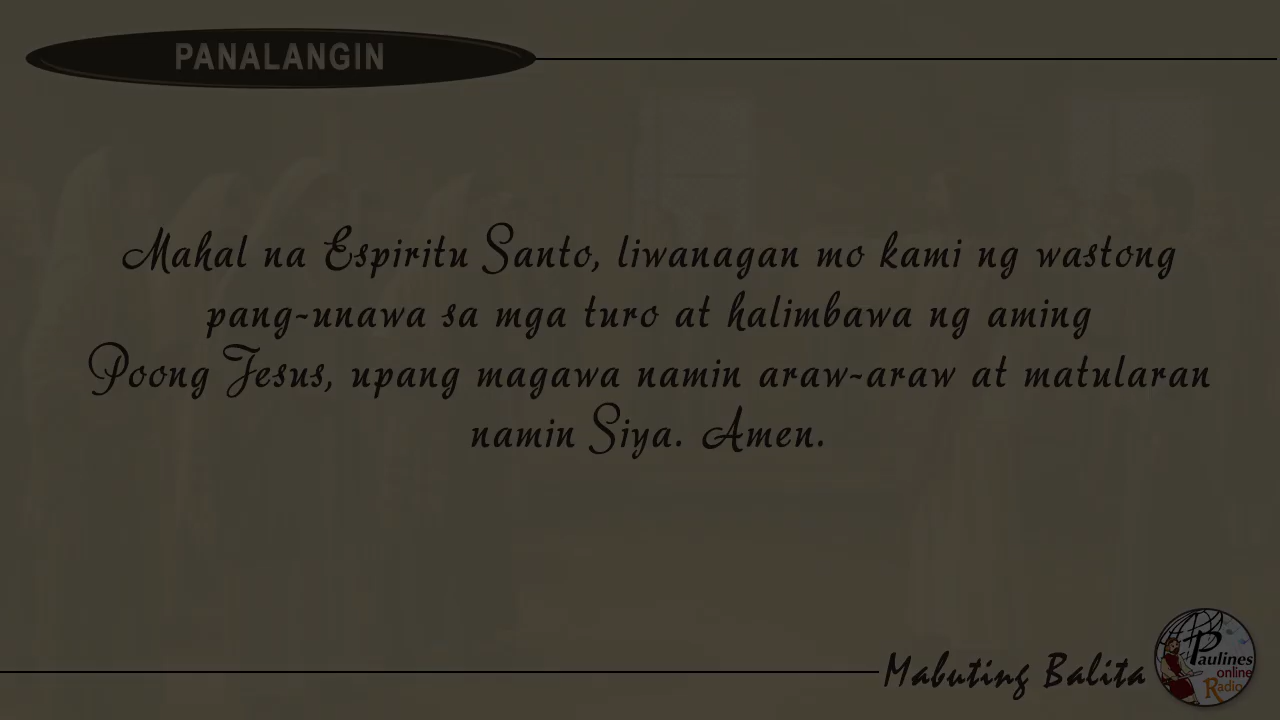 PANALANGIN
Mahal na Espiritu Santo, liwanagan mo kami ng wastong
pang-unawa sa mga turo at halimbawa ng aming
Poong Jesus, upang magawa namin araw-araw at matularan
namin Siya. Amen.
Mabuting Balita
Paulines
online
Radio